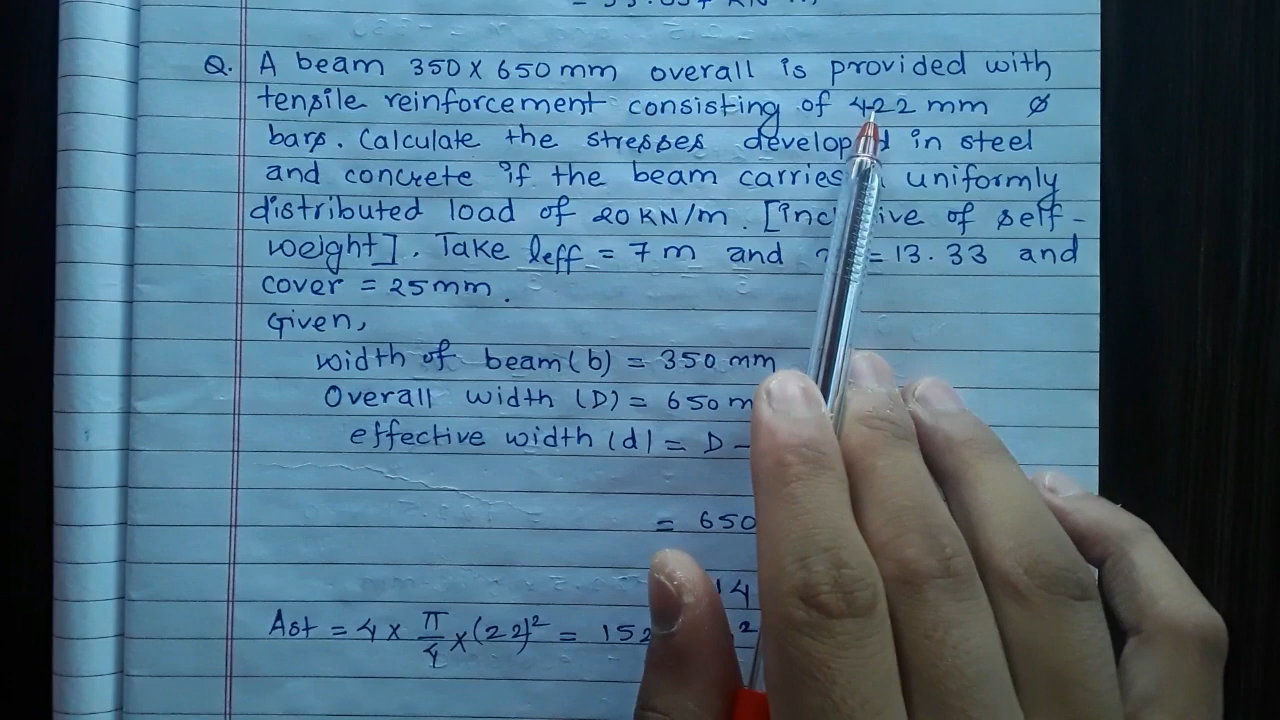 Q. A beam 350 x 650 mm overall is provided with
tensile reinforcement consisting of 4-22 mm ø
bars. Calculate the stresses develop in steel
and concrete if the beam carries uniformly
distributed load of 20 KN/m. [inc ive of self-
weight]. Take leff = 7 m and = 13.33 and
cover = 25mm.
Given,
width of beam (b) = 350 mm
Overall width (D) = 650 m
effective width (d) = D -
= 650
14
Ast = 4 x π/4 x (22)² = 152 ²